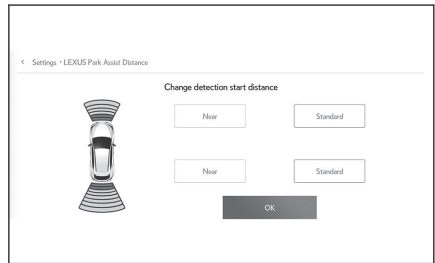 < Settings • LEXUS Park Assist Distance
Change detection start distance
Near Standard
Near Standard
OK